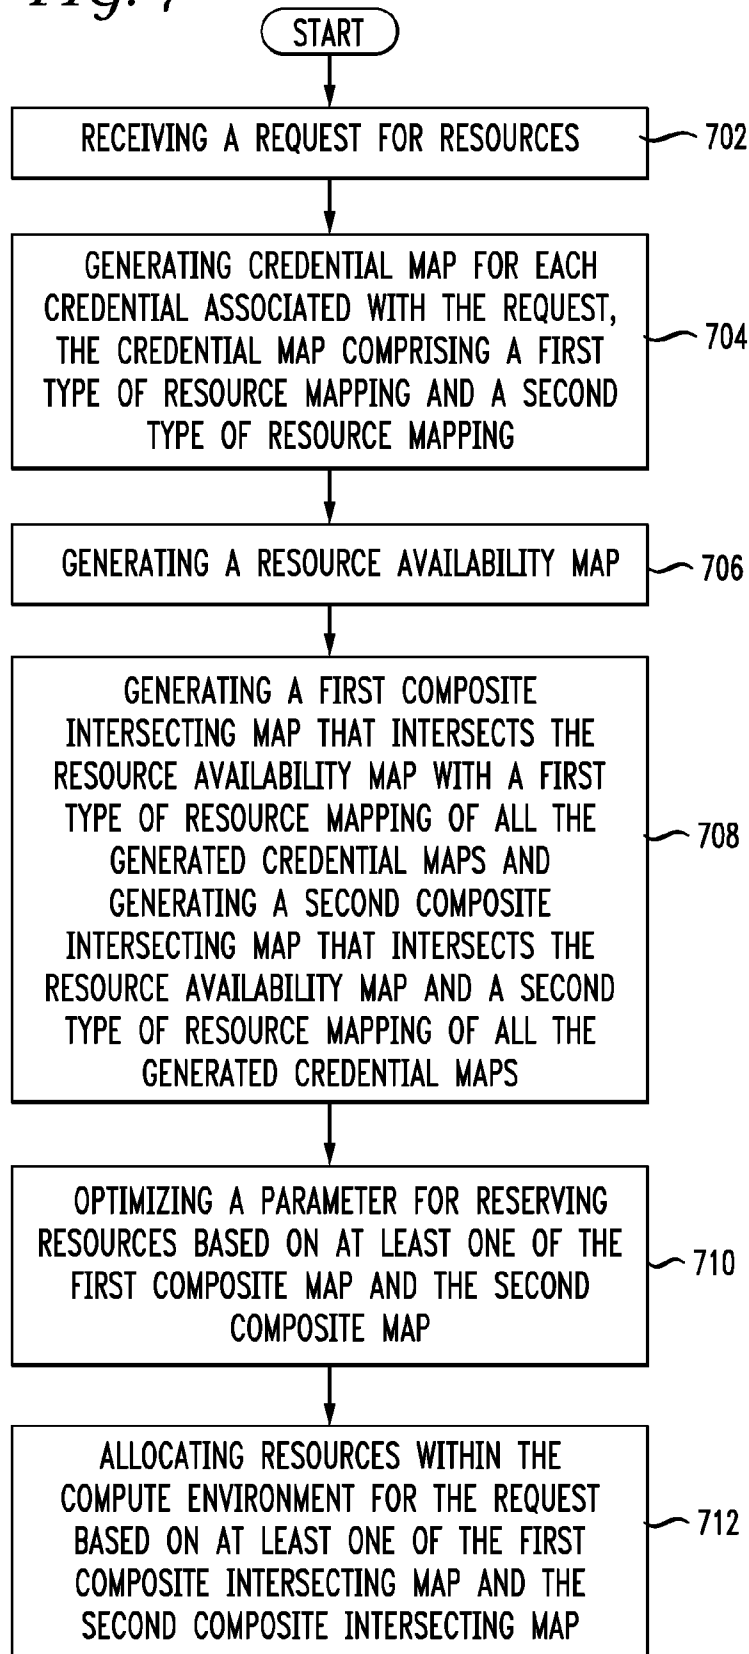 FIG. 7
START
RECEIVING A REQUEST FOR RESOURCES
702
GENERATING CREDENTIAL MAP FOR EACH
CREDENTIAL ASSOCIATED WITH THE REQUEST,
THE CREDENTIAL MAP COMPRISING A FIRST
TYPE OF RESOURCE MAPPING AND A SECOND
TYPE OF RESOURCE MAPPING
704
GENERATING A RESOURCE AVAILABILITY MAP
706
GENERATING A FIRST COMPOSITE
INTERSECTING MAP THAT INTERSECTS THE
RESOURCE AVAILABILITY MAP WITH A FIRST
TYPE OF RESOURCE MAPPING OF ALL THE
GENERATED CREDENTIAL MAPS AND
GENERATING A SECOND COMPOSITE
INTERSECTING MAP THAT INTERSECTS THE
RESOURCE AVAILABILITY MAP AND A SECOND
TYPE OF RESOURCE MAPPING OF ALL THE
GENERATED CREDENTIAL MAPS
708
OPTIMIZING A PARAMETER FOR RESERVING
RESOURCES BASED ON AT LEAST ONE OF THE
FIRST COMPOSITE MAP AND THE SECOND
COMPOSITE MAP
710
ALLOCATING RESOURCES WITHIN THE
COMPUTE ENVIRONMENT FOR THE REQUEST
BASED ON AT LEAST ONE OF THE FIRST
COMPOSITE INTERSECTING MAP AND THE
SECOND COMPOSITE INTERSECTING MAP
712